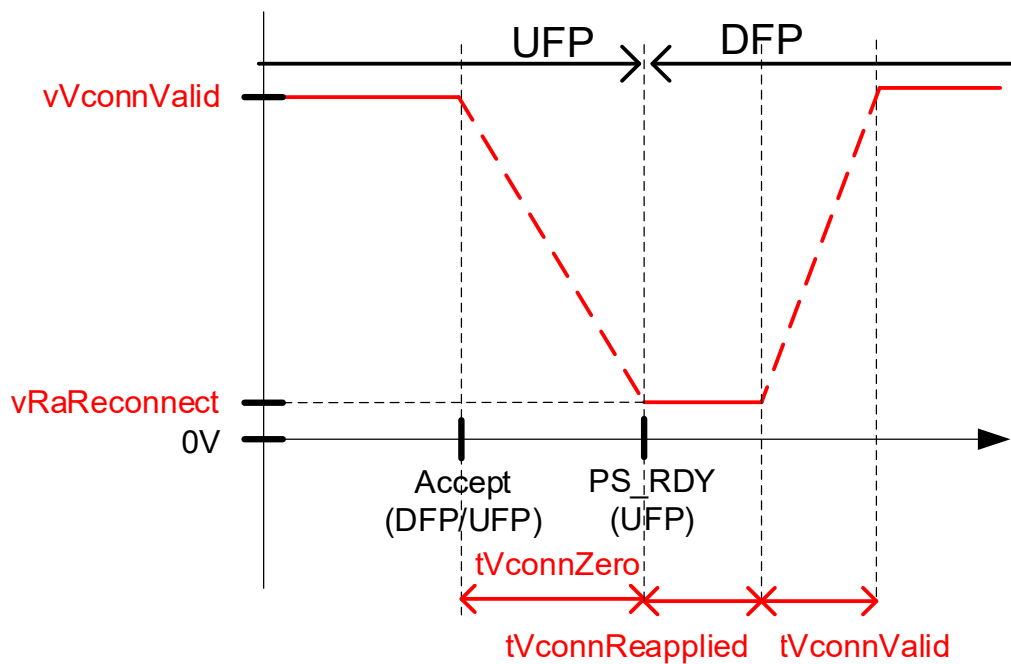 UFP
DFP
vVconnValid
vRaReconnect
0V
Accept
(DFP/UFP)
PS_RDY
(UFP)
tVconnZero
tVconnReapplied
tVconnValid